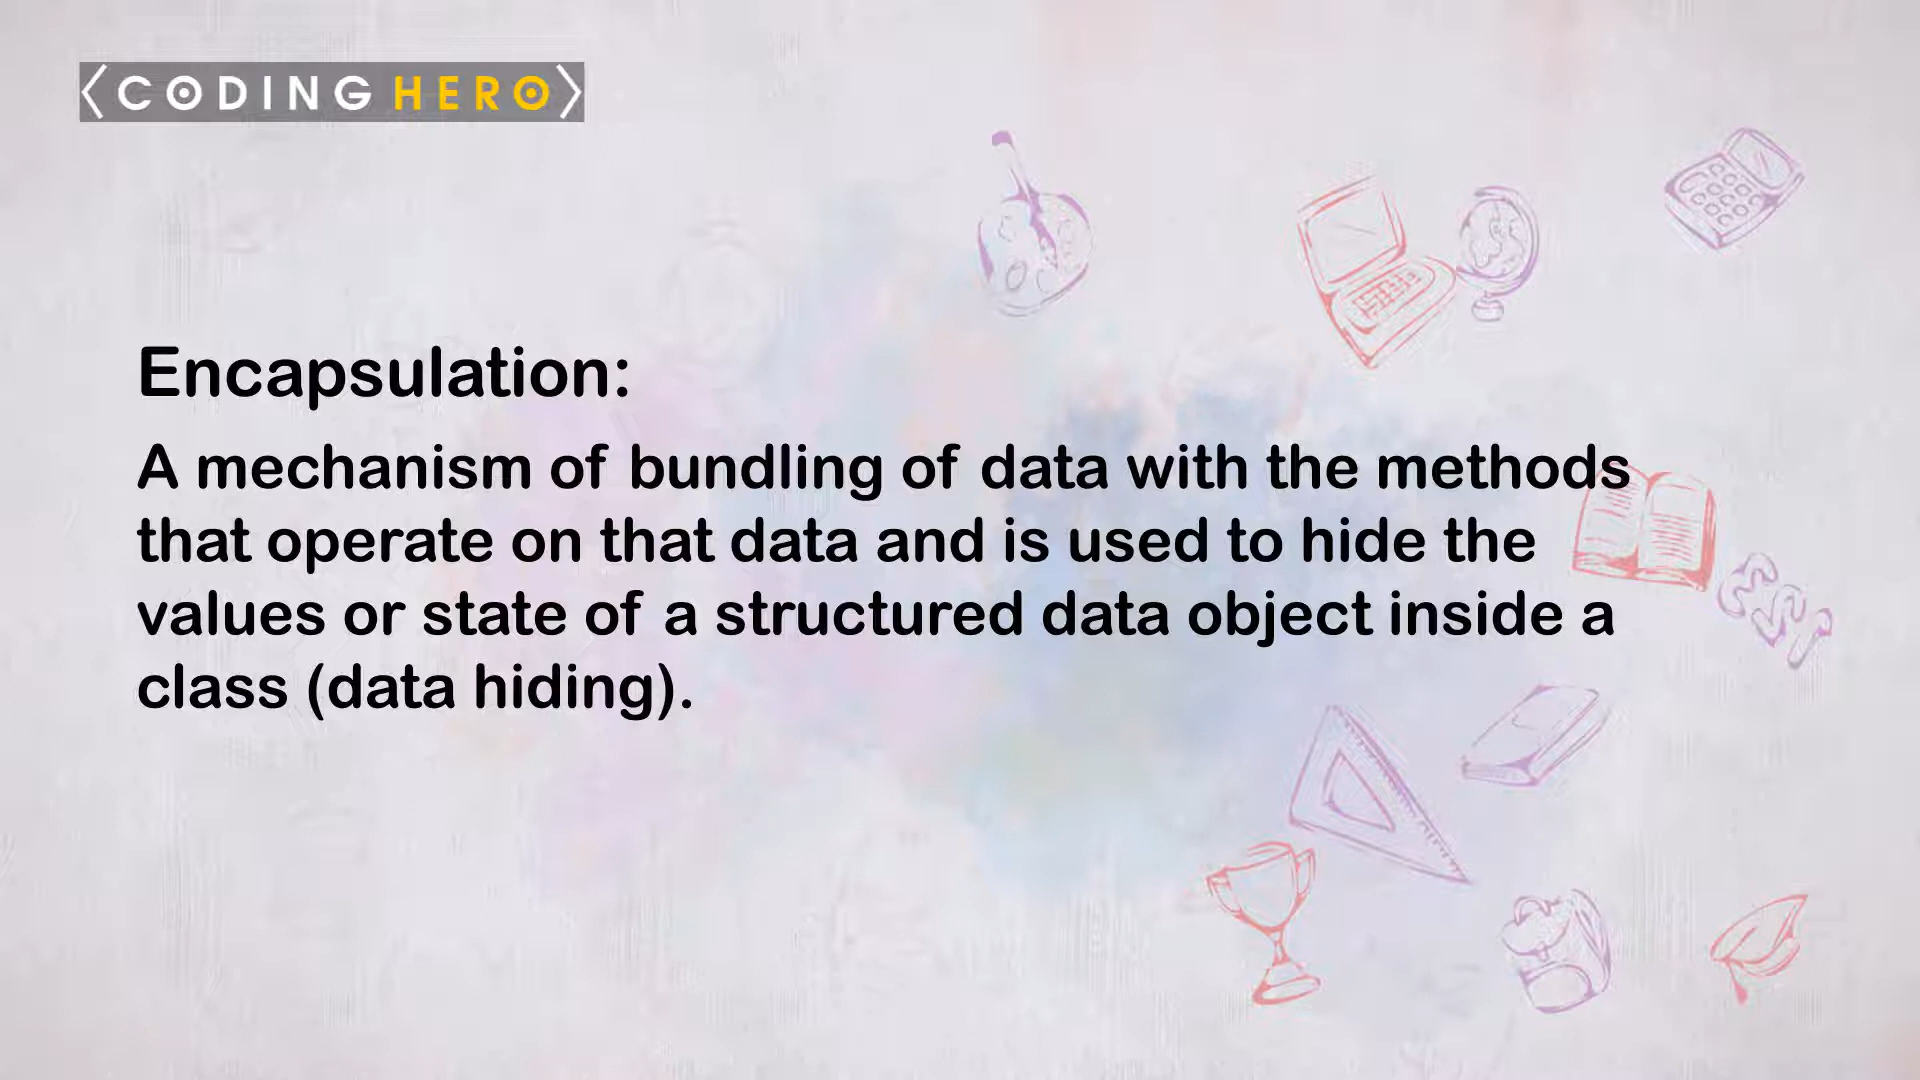 CODING HERO
Encapsulation:
A mechanism of bundling of data with the methods
that operate on that data and is used to hide the
values or state of a structured data object inside a
class (data hiding).